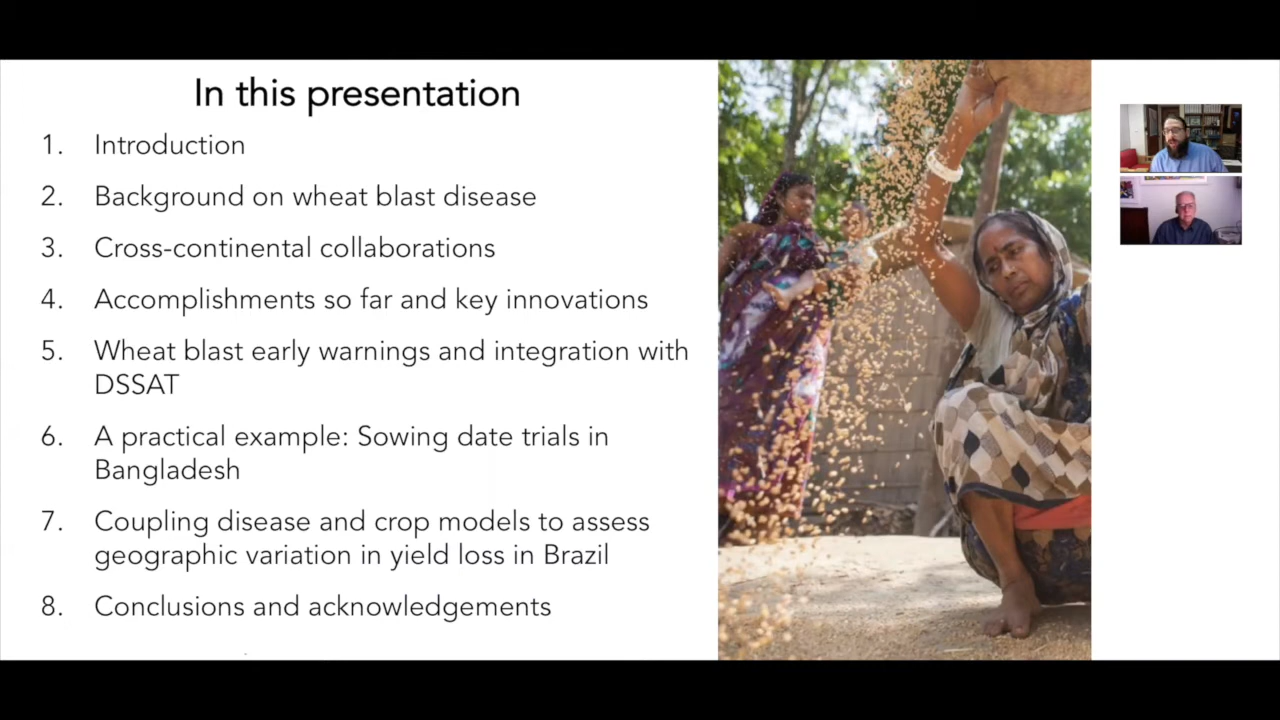 In this presentation
1. Introduction
2. Background on wheat blast disease
3. Cross-continental collaborations
4. Accomplishments so far and key innovations
5. Wheat blast early warnings and integration with
DSSAT
6. A practical example: Sowing date trials in
Bangladesh
7. Coupling disease and crop models to assess
geographic variation in yield loss in Brazil
8. Conclusions and acknowledgements